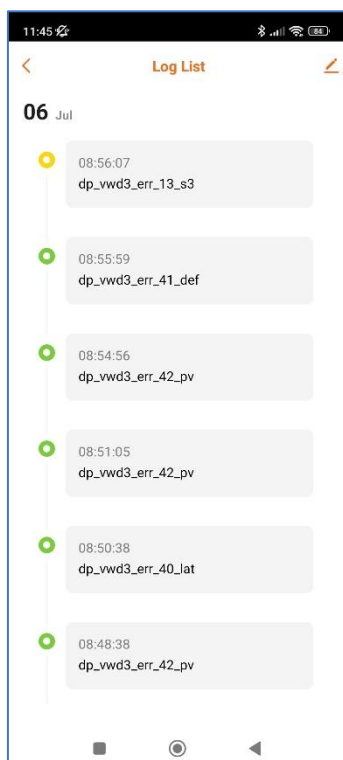 11:45
84
Log List
06 Jul
08:56:07
dp_vwd3_err_13_s3
08:55:59
dp_vwd3_err_41_def
08:54:56
dp_vwd3_err_42_pv
08:51:05
dp_vwd3_err_42_pv
08:50:38
dp_vwd3_err_40_lat
08:48:38
dp_vwd3_err_42_pv